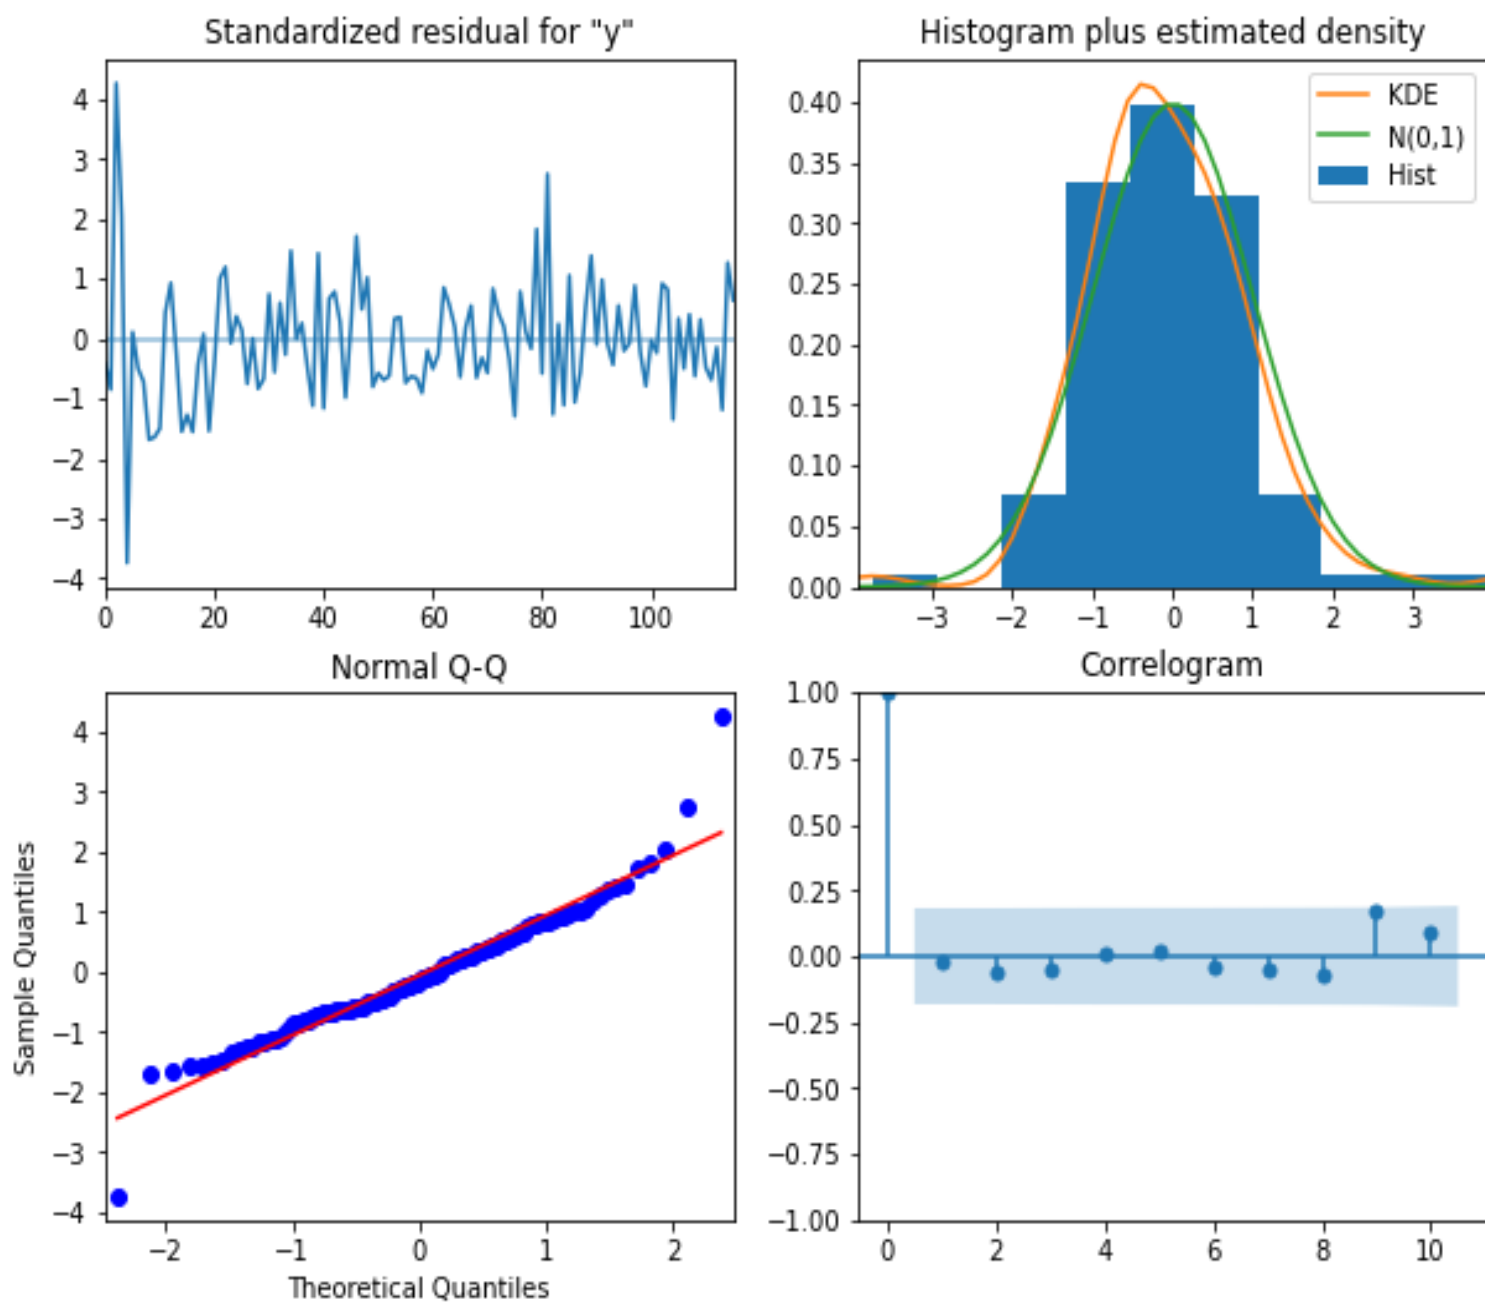 Standardized residual for "y"
4
3
2
1
0
−1
−2
−3
−4
0 20 40 60 80 100
Histogram plus estimated density
KDE
N(0,1)
Hist
0.40
0.35
0.30
0.25
0.20
0.15
0.10
0.05
0.00
−3 −2 −1 0 1 2 3
Normal Q-Q
Sample Quantiles
4
3
2
1
0
−1
−2
−3
−4
−2 −1 0 1 2
Theoretical Quantiles
Correlogram
1.00
0.75
0.50
0.25
0.00
−0.25
−0.50
−0.75
−1.00
0 2 4 6 8 10